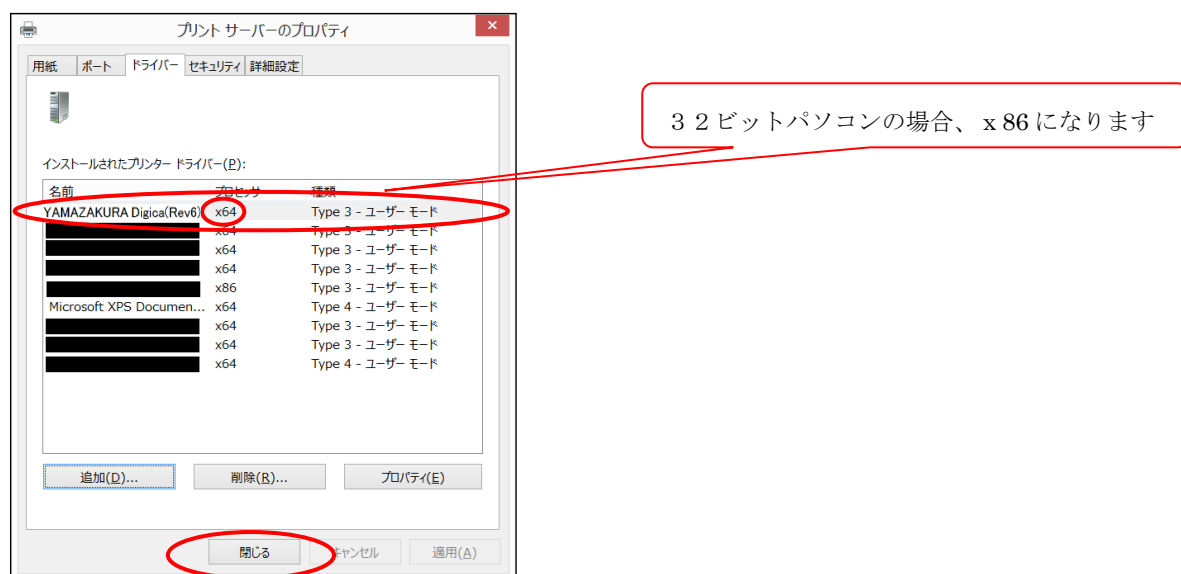 プリント サーバーのプロパティ
用紙 ポート ドライバー セキュリティ 詳細設定
32ビットパソコンの場合、x86になります
インストールされたプリンター ドライバー(P):
名前 プロセッサ 種類
YAMAZAKURA Digica(Rev6) x64 Type 3 - ユーザー モード
x64 Type 3 - ユーザー モード
x64 Type 3 - ユーザー モード
x64 Type 3 - ユーザー モード
x86 Type 3 - ユーザー モード
Microsoft XPS Documen... x64 Type 4 - ユーザー モード
x64 Type 3 - ユーザー モード
x64 Type 3 - ユーザー モード
x64 Type 4 - ユーザー モード
追加(D)... 削除(R)... プロパティ(E)
閉じる キャンセル 適用(A)